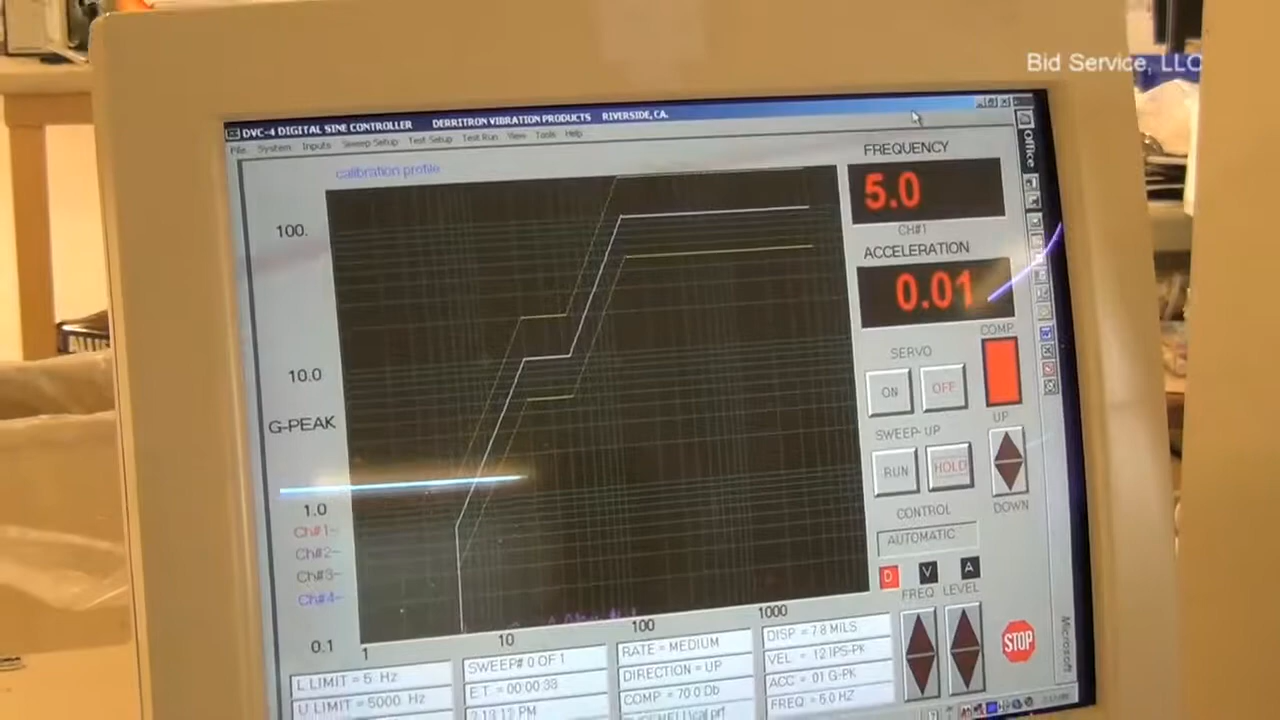 Bid Service, LLC
DVC-4 DIGITAL SINE CONTROLLER DERRITRON VIBRATION PRODUCTS RIVERSIDE, CA.
File System Inputs Sweep Setup Test Setup Test Run View Tools Help
Office
calibration profile
FREQUENCY
5.0
CH#1
ACCELERATION
0.01
100.
10.0
G-PEAK
1.0
Ch#1-
Ch#2-
Ch#3-
Ch#4-
0.1
1
10
100
1000
SERVO
COMP.
ON
OFF
UP
SWEEP-UP
RUN
HOLD
DOWN
CONTROL
AUTOMATIC
D
V
A
FREQ
LEVEL
STOP
Microsoft
L LIMIT = 5 Hz
U LIMIT = 5000 Hz
SWEEP# 0 OF 1
E.T. = 00:00:33
2:13:12 PM
RATE = MEDIUM
DIRECTION = UP
COMP = 70.0 Db
DISP = 7.8 MILS
VEL = .12 IPS-PK
ACC = .01 G-PK
FREQ = 5.0 HZ